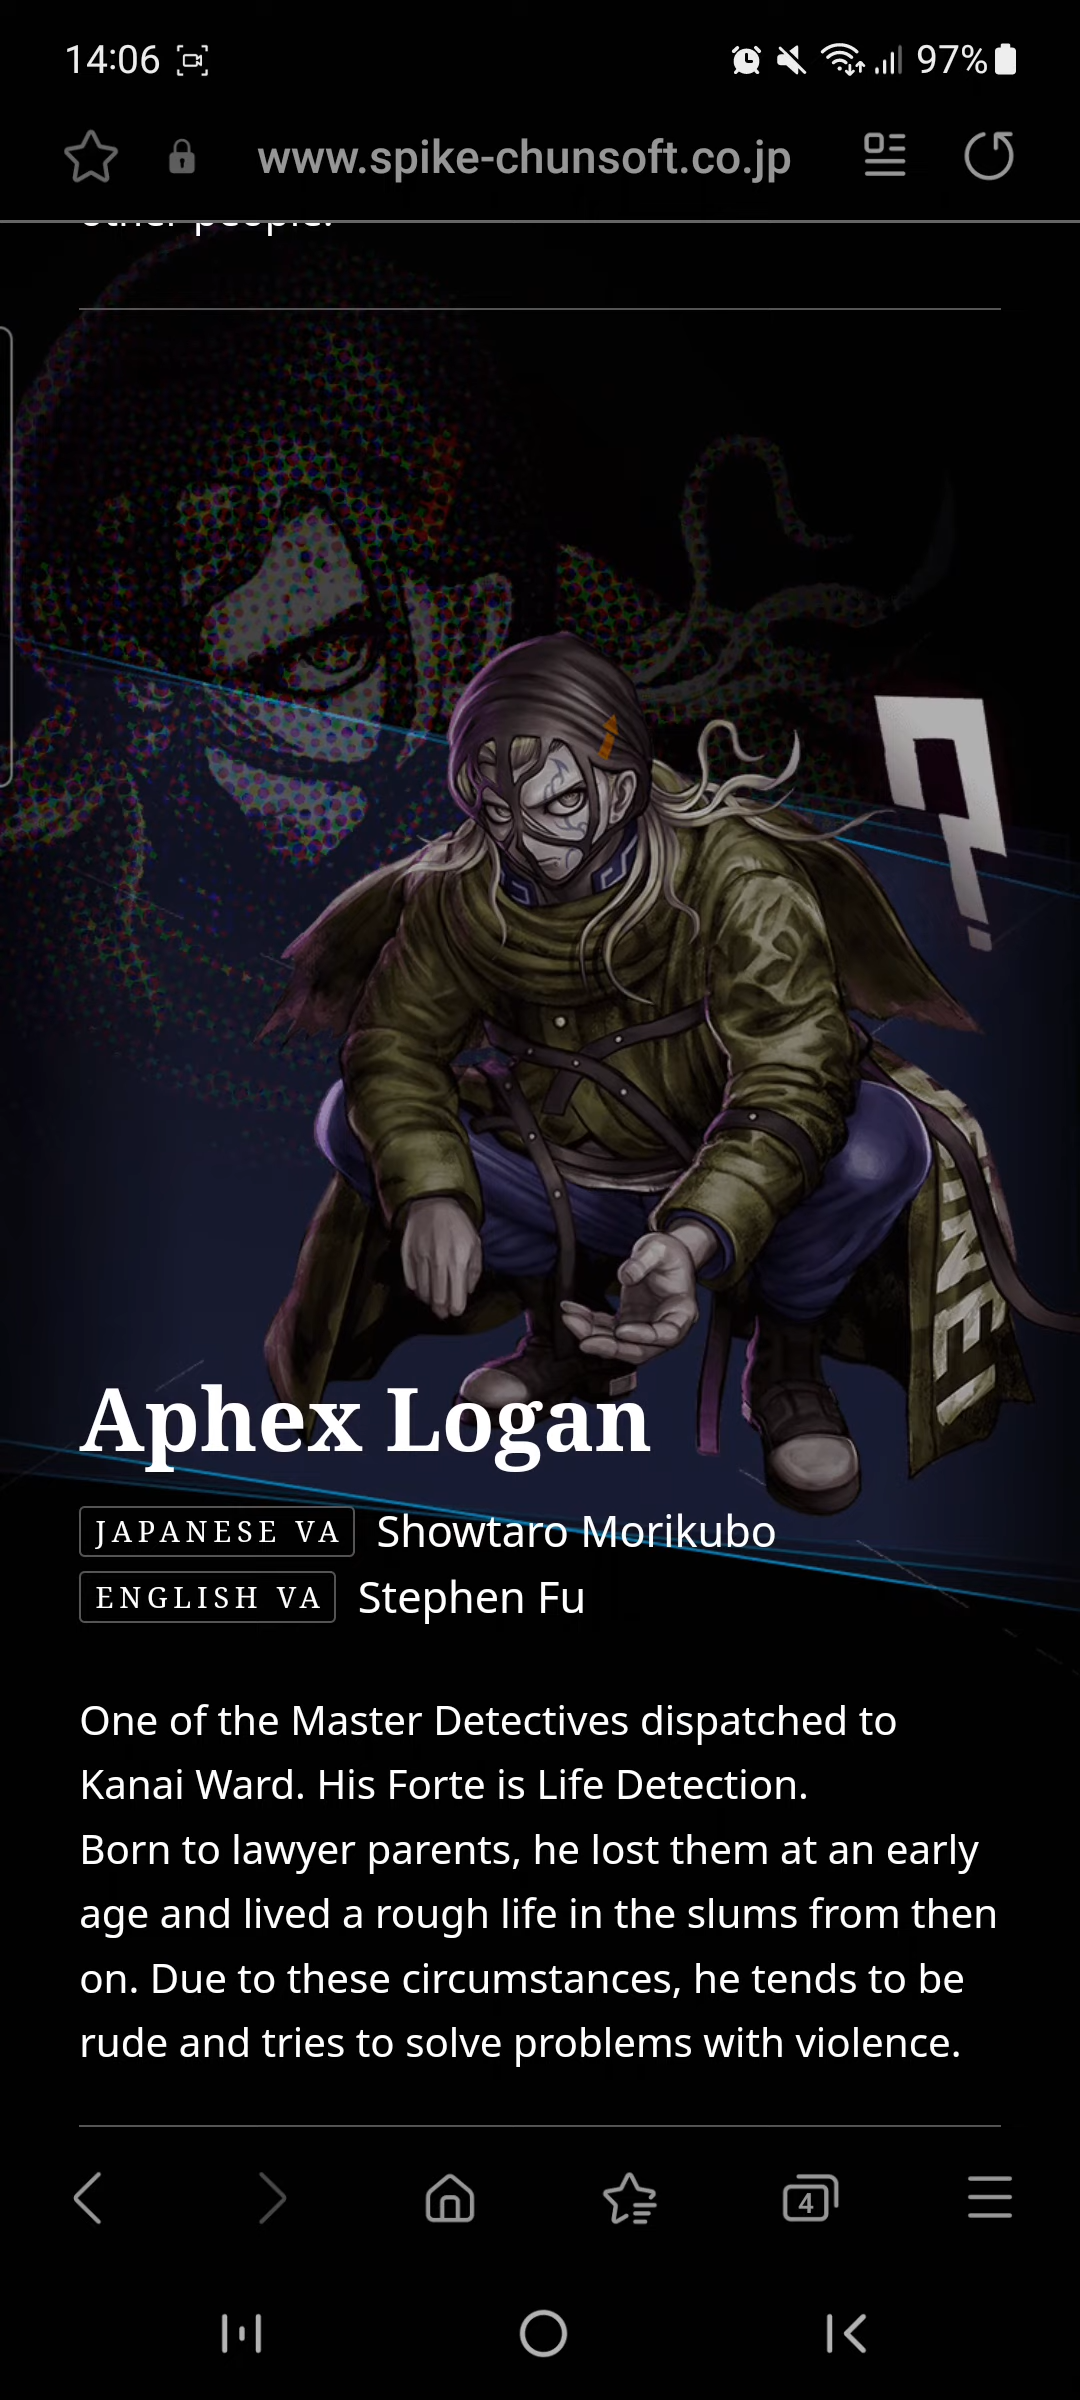 14:06
97%
www.spike-chunsoft.co.jp
other people.
Aphex Logan
JAPANESE VA Showtaro Morikubo
ENGLISH VA Stephen Fu
One of the Master Detectives dispatched to
Kanai Ward. His Forte is Life Detection.
Born to lawyer parents, he lost them at an early
age and lived a rough life in the slums from then
on. Due to these circumstances, he tends to be
rude and tries to solve problems with violence.
4